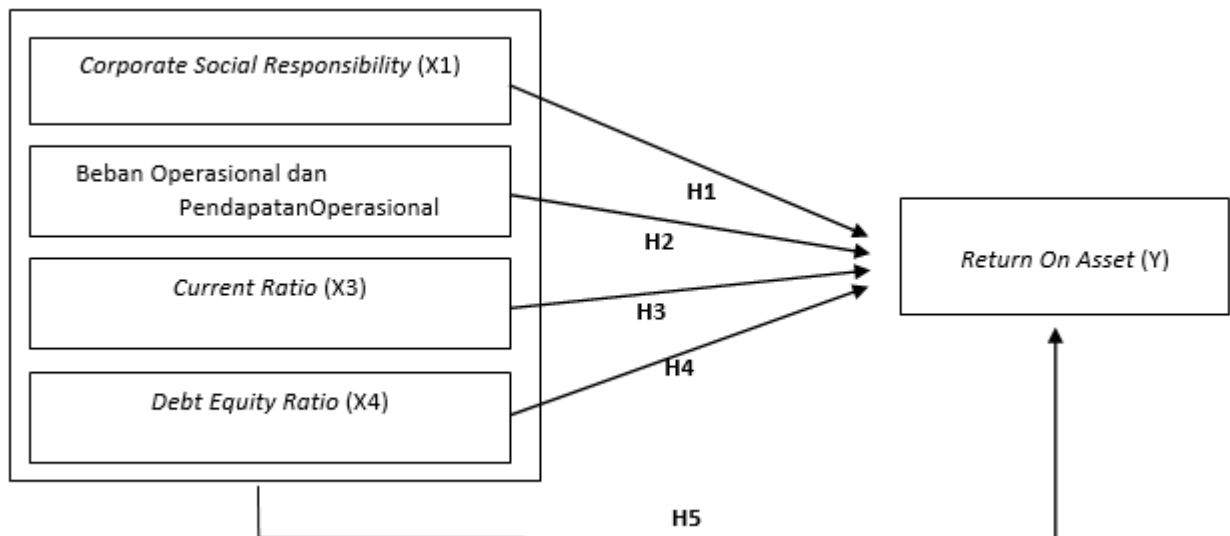 Corporate Social Responsibility (X1)
Beban Operasional dan
PendapatanOperasional
Current Ratio (X3)
Debt Equity Ratio (X4)
H1
H2
H3
H4
Return On Asset (Y)
H5